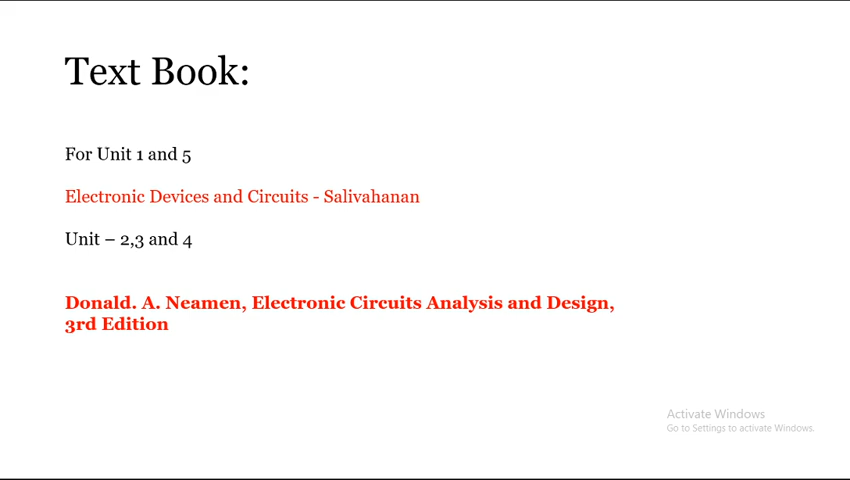 Text Book:
For Unit 1 and 5
Electronic Devices and Circuits - Salivahanan
Unit – 2,3 and 4
Donald. A. Neamen, Electronic Circuits Analysis and Design,
3rd Edition
Activate Windows
Go to Settings to activate Windows.